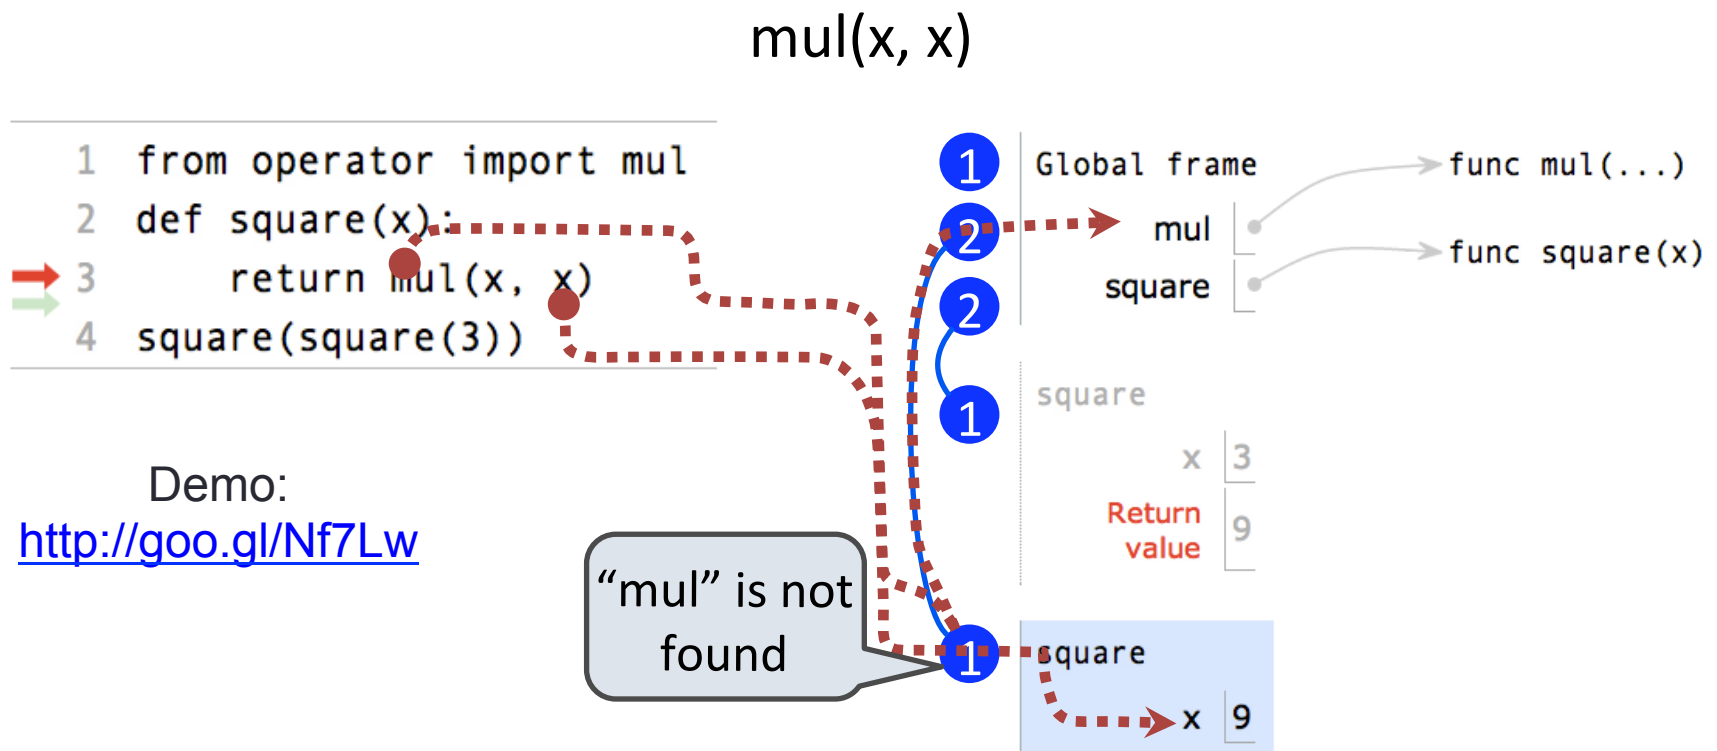 mul(x, x)
1 from operator import mul
2 def square(x):
3 return mul(x, x)
4 square(square(3))
Demo:
http://goo.gl/Nf7Lw
“mul” is not
found
1 Global frame
func mul(...)
2 mul
func square(x)
square
2
1
square
x 3
Return
value
9
1 square
x 9